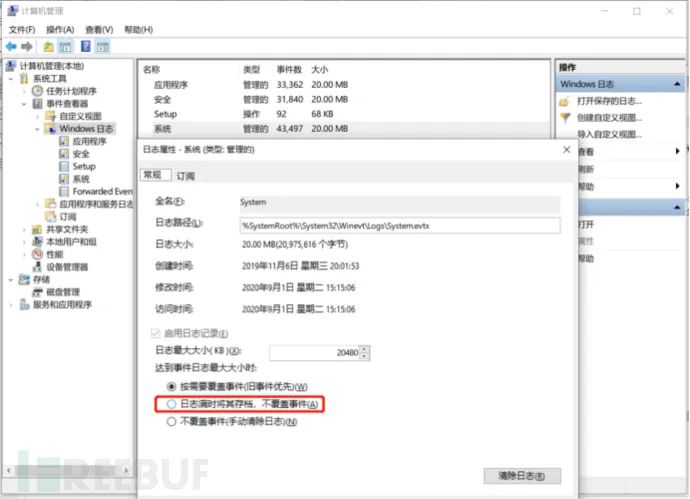 计算机管理
文件(F) 操作(A) 查看(V) 帮助(H)
计算机管理(本地)
系统工具
任务计划程序
事件查看器
自定义视图
Windows 日志
应用程序
安全
Setup
系统
Forwarded Even
应用程序和服务日志
订阅
共享文件夹
本地用户和组
性能
设备管理器
存储
磁盘管理
服务和应用程序
名称 类型 事件数 大小
应用程序 管理的 33,362 20.00 MB
安全 管理的 31,840 20.00 MB
Setup 操作 92 68 KB
系统 管理的 43,497 20.00 MB
操作
Windows 日志
打开保存的日志...
创建自定义视图...
导入自定义视图...
查看
刷新
帮助
打开
属性
帮助
日志属性 - 系统 (类型: 管理的)
常规 订阅
全名(F): System
日志路径(L): %SystemRoot%\System32\Winevt\Logs\System.evtx
日志大小: 20.00 MB(20,975,616 个字节)
创建时间: 2019年11月6日 星期三 20:01:53
修改时间: 2020年9月1日 星期二 15:15:06
访问时间: 2020年9月1日 星期二 15:15:06
启用日志记录(E)
日志最大大小( KB )(X): 20480
达到事件日志最大大小时:
按需要覆盖事件(旧事件优先)(W)
日志满时将其存档，不覆盖事件(A)
不覆盖事件(手动清除日志)(N)
清除日志(R)
REEBUF